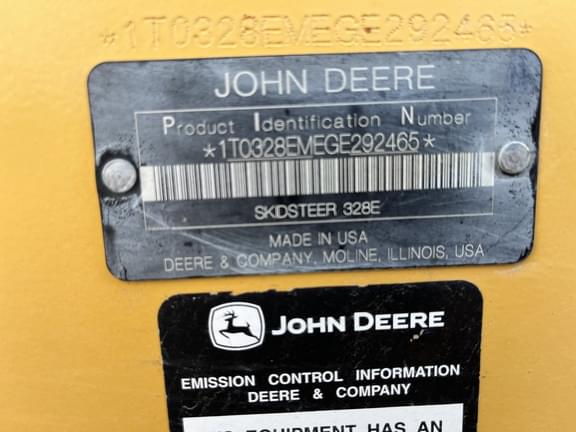 *1T0328EMEGE292465*
JOHN DEERE
Product Identification Number
*1T0328EMEGE292465*
SKIDSTEER 328E
MADE IN USA
DEERE & COMPANY, MOLINE, ILLINOIS, USA
JOHN DEERE
EMISSION CONTROL INFORMATION
DEERE & COMPANY
EQUIPMENT HAS AN